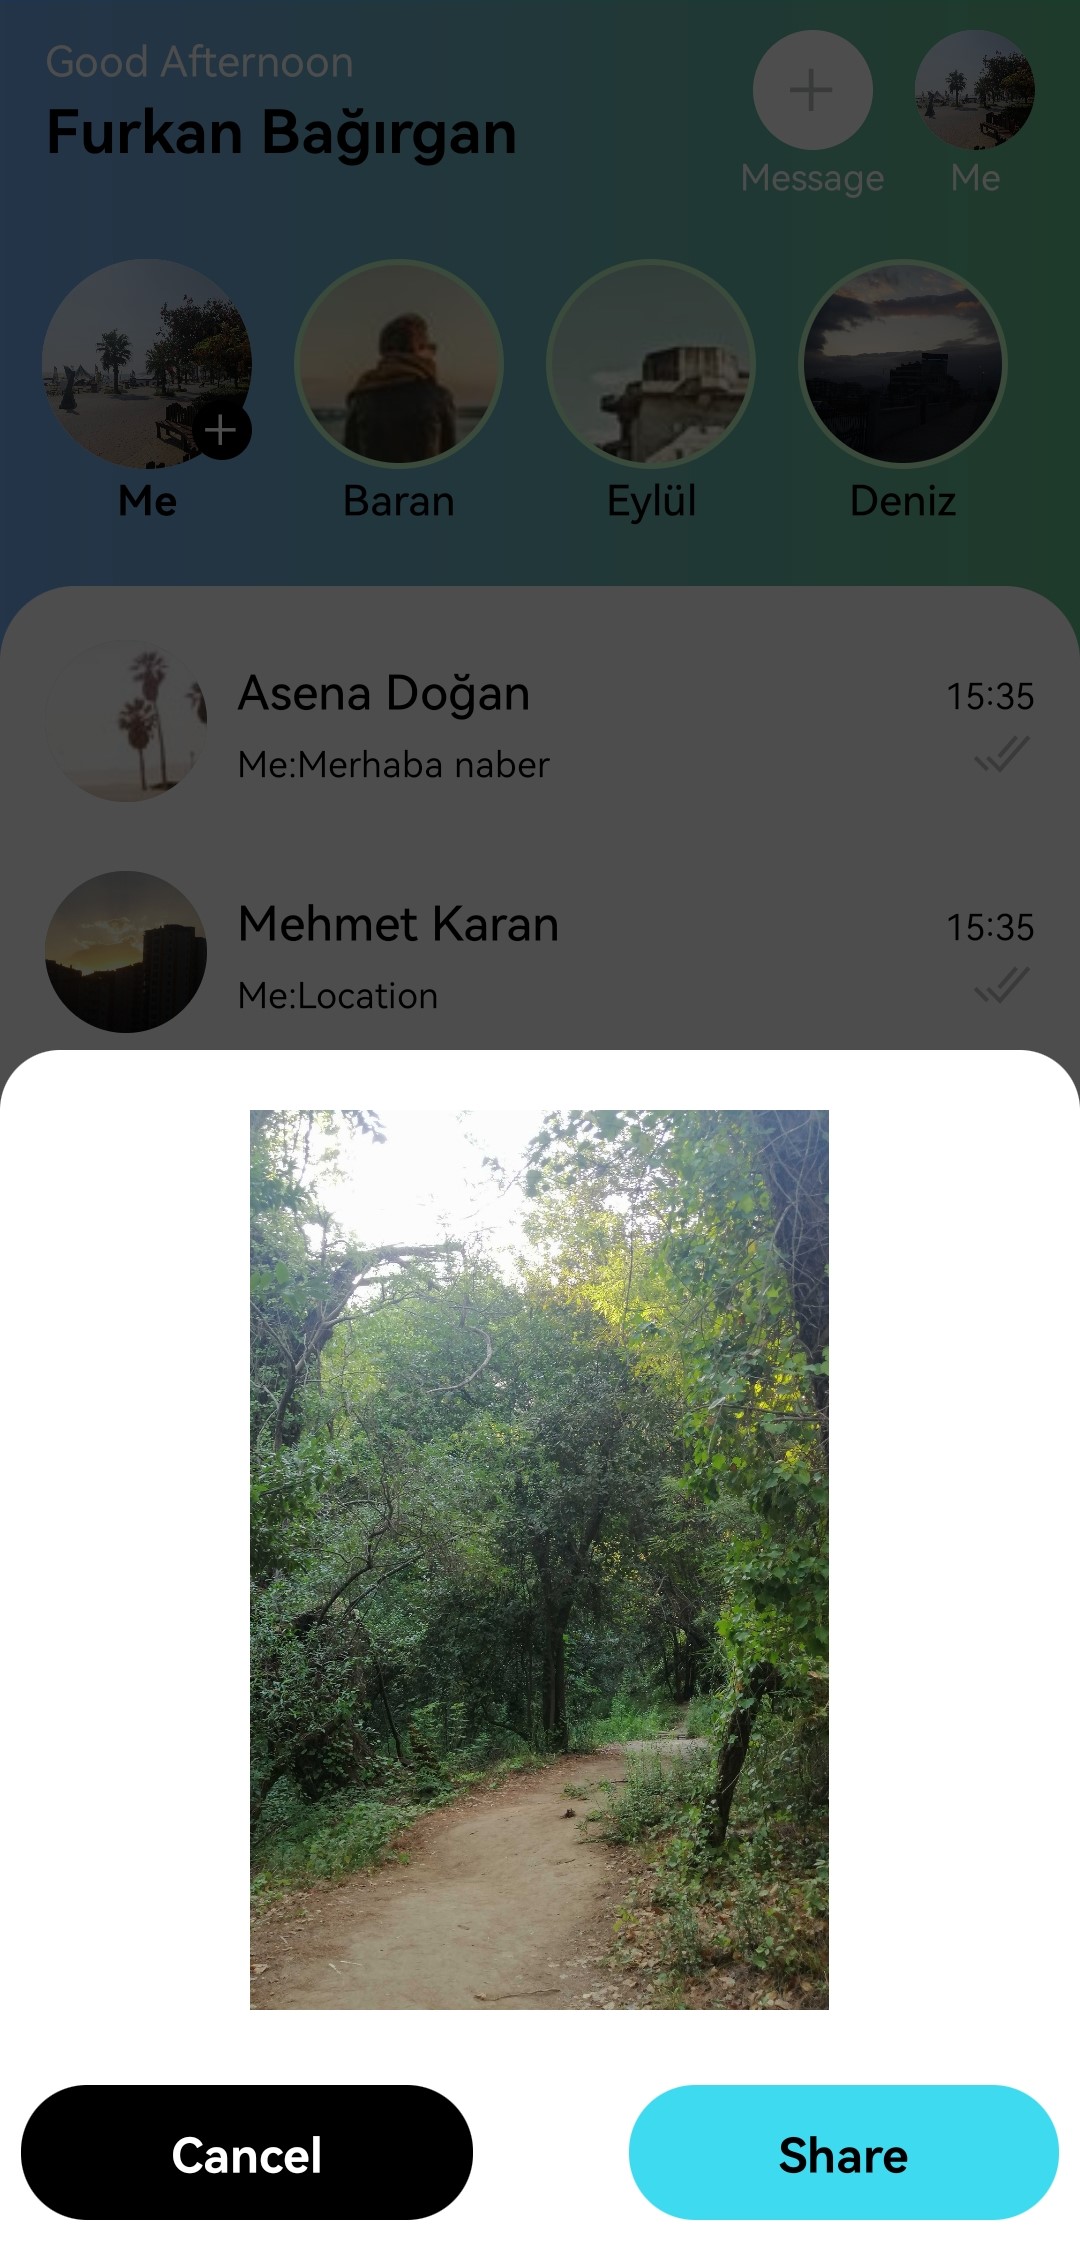 Good Afternoon
Furkan Bağırgan
Message
Me
Me
Baran
Eylül
Deniz
Asena Doğan
15:35
Me:Merhaba naber
Mehmet Karan
15:35
Me:Location
Cancel
Share